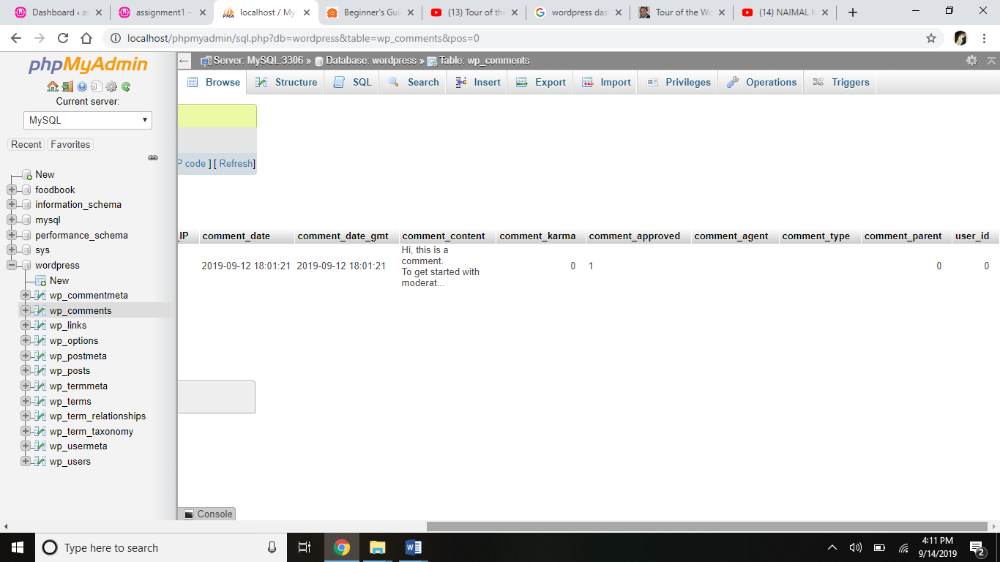 Dashboard ‹ as
assignment1 –
localhost / My
Beginner's Gui
(13) Tour of the
wordpress das
Tour of the Wo
(14) NAIMAL K
localhost/phpmyadmin/sql.php?db=wordpress&table=wp_comments&pos=0
phpMyAdmin
Current server:
MySQL
Recent
Favorites
New
foodbook
information_schema
mysql
performance_schema
sys
wordpress
New
wp_commentmeta
wp_comments
wp_links
wp_options
wp_postmeta
wp_posts
wp_termmeta
wp_terms
wp_term_relationships
wp_term_taxonomy
wp_usermeta
wp_users
Server: MySQL:3306 » Database: wordpress » Table: wp_comments
Browse Structure SQL Search Insert Export Import Privileges Operations Triggers
P code ] [ Refresh]
_IP comment_date comment_date_gmt comment_content comment_karma comment_approved comment_agent comment_type comment_parent user_id
2019-09-12 18:01:21 2019-09-12 18:01:21
Hi, this is a
comment.
To get started with
moderat...
0 1 0 0
Console
Type here to search
4:11 PM
9/14/2019
2